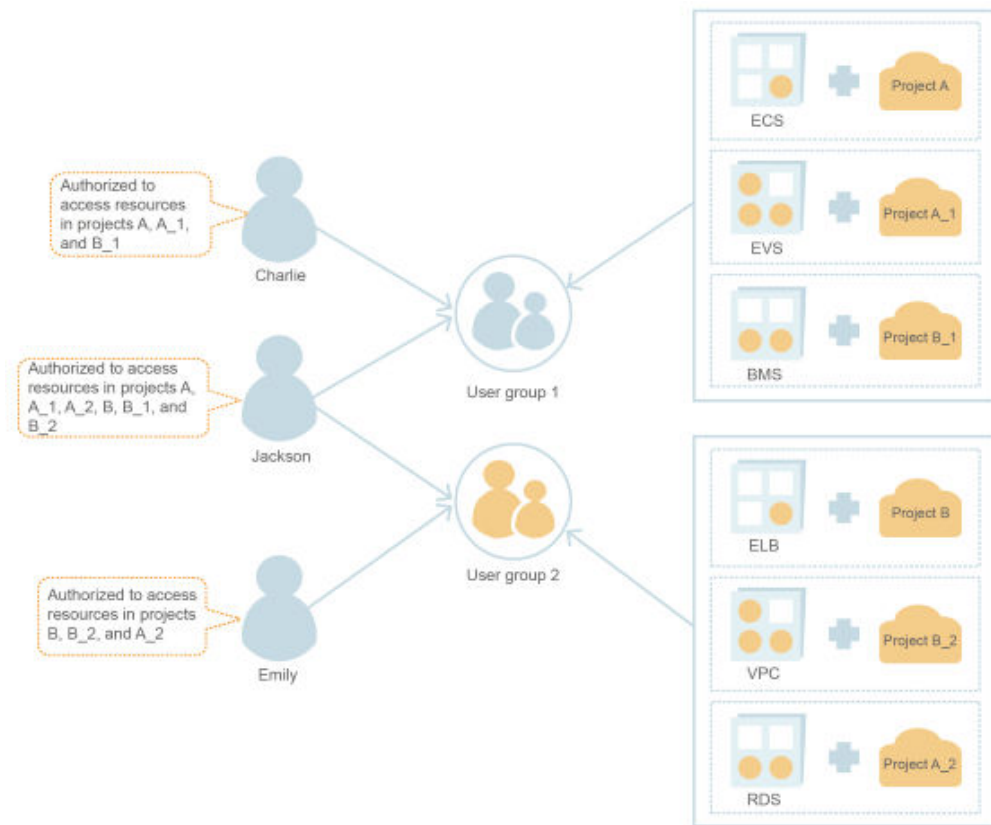 Authorized to
access resources
in projects A, A_1,
and B_1
Charlie
Authorized to access
resources in projects A,
A_1, A_2, B, B_1, and
B_2
Jackson
Authorized to access
resources in projects
B, B_2, and A_2
Emily
User group 1
User group 2
ECS
Project A
EVS
Project A_1
BMS
Project B_1
ELB
Project B
VPC
Project B_2
RDS
Project A_2